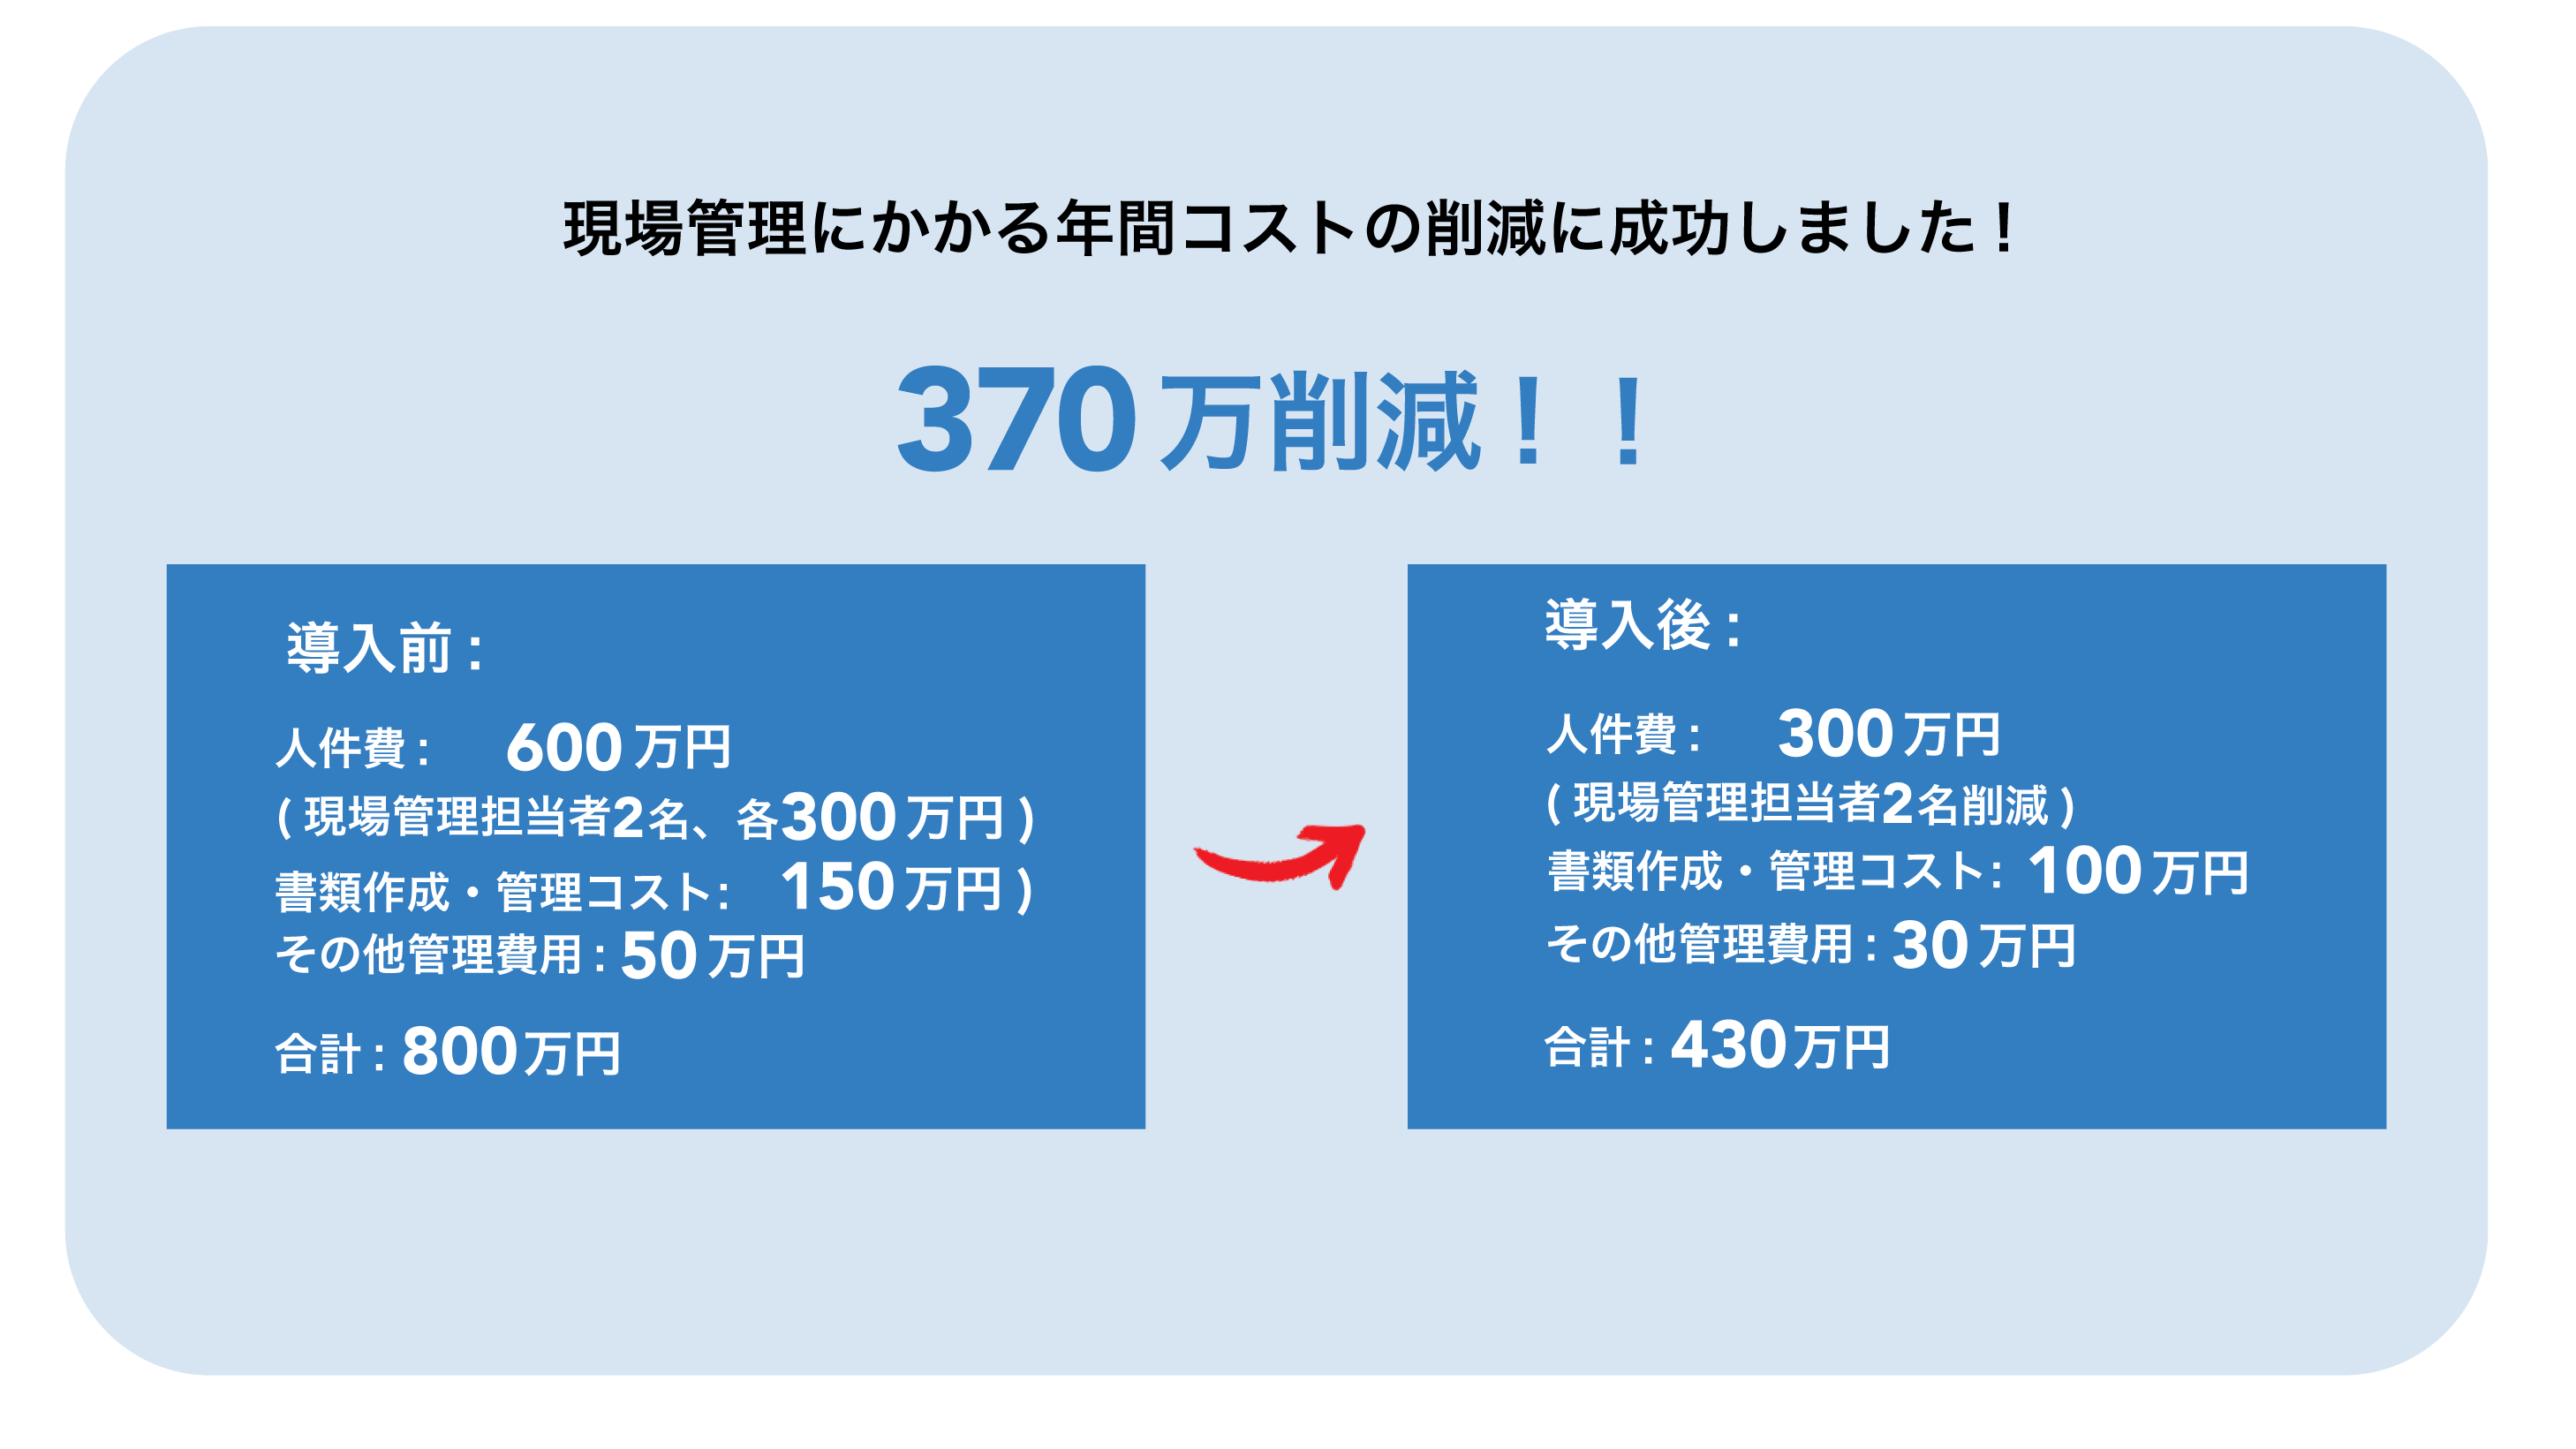 現場管理にかかる年間コストの削減に成功しました！
370万削減！！
導入前：
人件費： 600万円
(現場管理担当者2名、各300万円)
書類作成・管理コスト: 150万円)
その他管理費用：50万円
合計：800万円
導入後：
人件費： 300万円
(現場管理担当者2名削減)
書類作成・管理コスト: 100万円
その他管理費用：30万円
合計：430万円